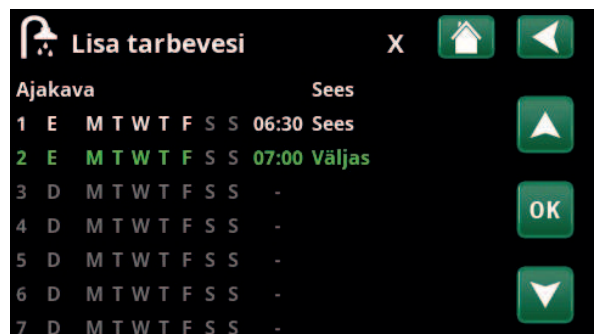 Lisa tarbevesi X
Ajakava Sees
1 E M T W T F S S 06:30 Sees
2 E M T W T F S S 07:00 Väljas
3 D M T W T F S S -
4 D M T W T F S S -
OK
5 D M T W T F S S -
6 D M T W T F S S -
7 D M T W T F S S -